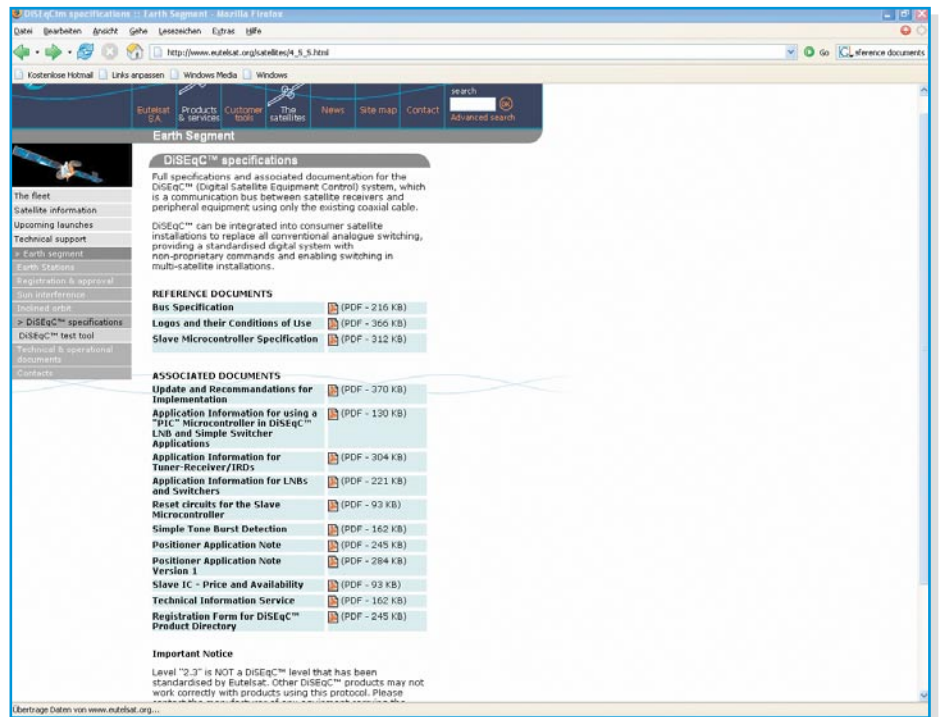 DiSEqCtm specifications :: Earth Segment - Mozilla Firefox
Datei Bearbeiten Ansicht Gehe Lesezeichen Extras Hilfe
http://www.eutelsat.org/satellites/4_5_5.html
Go
sference documents
Kostenlose Hotmail Links anpassen Windows Media Windows
search
Eutelsat S.A.
Products & services
Customer tools
The satellites
News
Site map
Contact
OK
Advanced search
Earth Segment
The fleet
Satellite information
Upcoming launches
Technical support
> Earth segment
Earth Stations
Registration & approval
Sun interference
Inclined orbit
> DiSEqC™ specifications
DiSEqC™ test tool
Technical & operational
documents
Contacts
DiSEqC™ specifications
Full specifications and associated documentation for the
DiSEqC™ (Digital Satellite Equipment Control) system, which
is a communication bus between satellite receivers and
peripheral equipment using only the existing coaxial cable.
DiSEqC™ can be integrated into consumer satellite
installations to replace all conventional analogue switching,
providing a standardised digital system with
non-proprietary commands and enabling switching in
multi-satellite installations.
REFERENCE DOCUMENTS
Bus Specification (PDF - 216 KB)
Logos and their Conditions of Use (PDF - 366 KB)
Slave Microcontroller Specification (PDF - 312 KB)
ASSOCIATED DOCUMENTS
Update and Recommandations for (PDF - 370 KB)
Implementation
Application Information for using a (PDF - 130 KB)
"PIC" Microcontroller in DiSEqC™
LNB and Simple Switcher
Applications
Application Information for (PDF - 304 KB)
Tuner-Receiver/IRDs
Application Information for LNBs (PDF - 221 KB)
and Switchers
Reset circuits for the Slave (PDF - 93 KB)
Microcontroller
Simple Tone Burst Detection (PDF - 162 KB)
Positioner Application Note (PDF - 245 KB)
Positioner Application Note (PDF - 284 KB)
Version 1
Slave IC - Price and Availability (PDF - 93 KB)
Technical Information Service (PDF - 162 KB)
Registration Form for DiSEqC™ (PDF - 245 KB)
Product Directory
Important Notice
Level "2.3" is NOT a DiSEqC™ level that has been
standardised by Eutelsat. Other DiSEqC™ products may not
work correctly with products using this protocol. Please
Übertrage Daten von www.eutelsat.org...